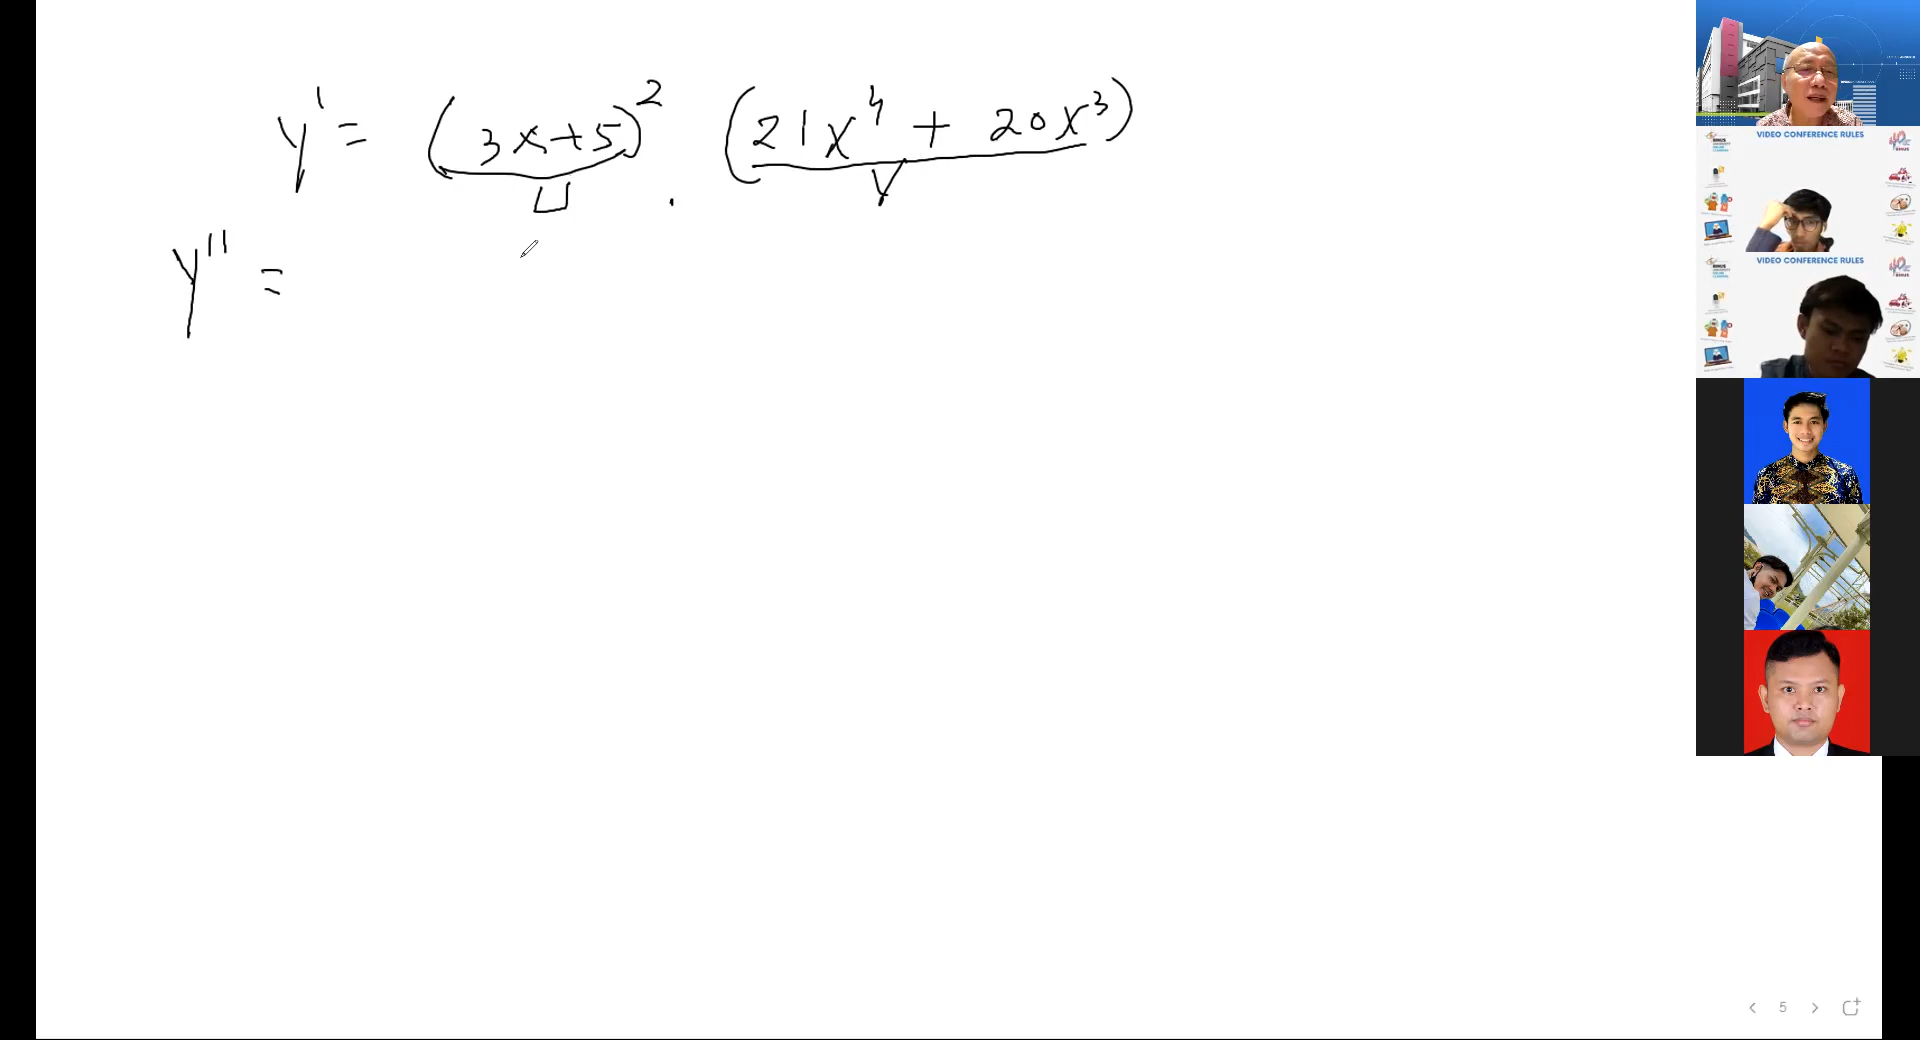 y' = (3x+5)² . (21x⁴ + 20x³)
U V
y'' =
VIDEO CONFERENCE RULES
VIDEO CONFERENCE RULES
5